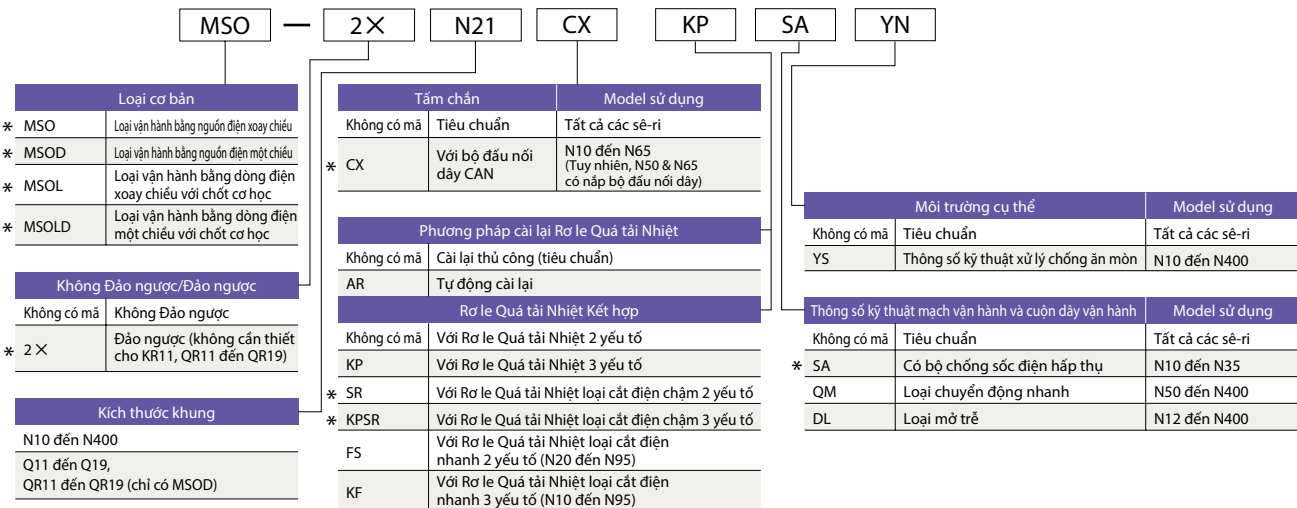 MSO — 2✕ N21 CX KP SA YN
Loại cơ bản
* MSO Loại vận hành bằng nguồn điện xoay chiều
* MSOD Loại vận hành bằng nguồn điện một chiều
* MSOL Loại vận hành bằng dòng điện
xoay chiều với chốt cơ học
* MSOLD Loại vận hành bằng dòng điện
một chiều với chốt cơ học
Không Đảo ngược/Đảo ngược
Không có mã Không Đảo ngược
* 2✕ Đảo ngược (không cần thiết
cho KR11, QR11 đến QR19)
Kích thước khung
N10 đến N400
Q11 đến Q19,
QR11 đến QR19 (chỉ có MSOD)
Tấm chắn Model sử dụng
Không có mã Tiêu chuẩn Tất cả các sê-ri
* CX Với bộ đấu nối
dây CAN
N10 đến N65
(Tuy nhiên, N50 & N65
có nắp bộ đấu nối dây)
Phương pháp cài lại Rơ le Quá tải Nhiệt
Không có mã Cài lại thủ công (tiêu chuẩn)
AR Tự động cài lại
Rơ le Quá tải Nhiệt Kết hợp
Không có mã Với Rơ le Quá tải Nhiệt 2 yếu tố
KP Với Rơ le Quá tải Nhiệt 3 yếu tố
* SR Với Rơ le Quá tải Nhiệt loại cắt điện chậm 2 yếu tố
* KPSR Với Rơ le Quá tải Nhiệt loại cắt điện chậm 3 yếu tố
FS Với Rơ le Quá tải Nhiệt loại cắt điện
nhanh 2 yếu tố (N20 đến N95)
KF Với Rơ le Quá tải Nhiệt loại cắt điện
nhanh 3 yếu tố (N10 đến N95)
Môi trường cụ thể Model sử dụng
Không có mã Tiêu chuẩn Tất cả các sê-ri
YS Thông số kỹ thuật xử lý chống ăn mòn N10 đến N400
Thông số kỹ thuật mạch vận hành và cuộn dây vận hành Model sử dụng
Không có mã Tiêu chuẩn Tất cả các sê-ri
* SA Có bộ chống sốc điện hấp thụ N10 đến N35
QM Loại chuyển động nhanh N50 đến N400
DL Loại mở trễ N12 đến N400